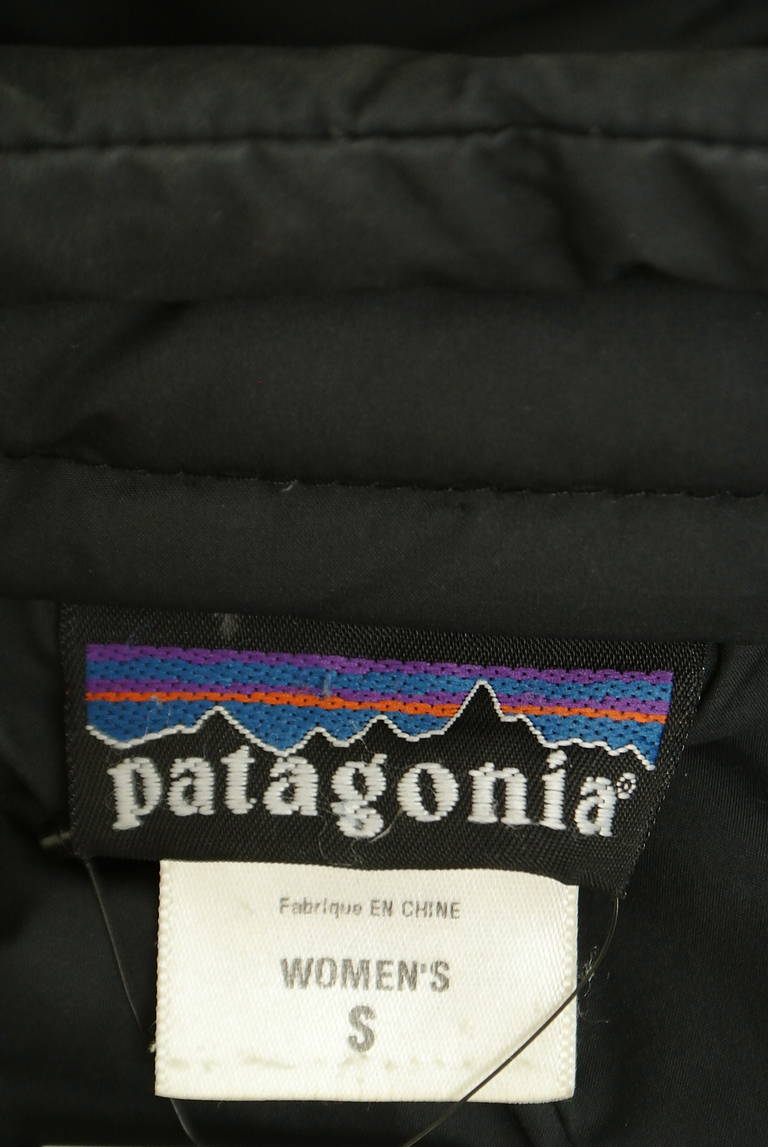 patagonia®
Fabrique EN CHINE
WOMEN'S
S